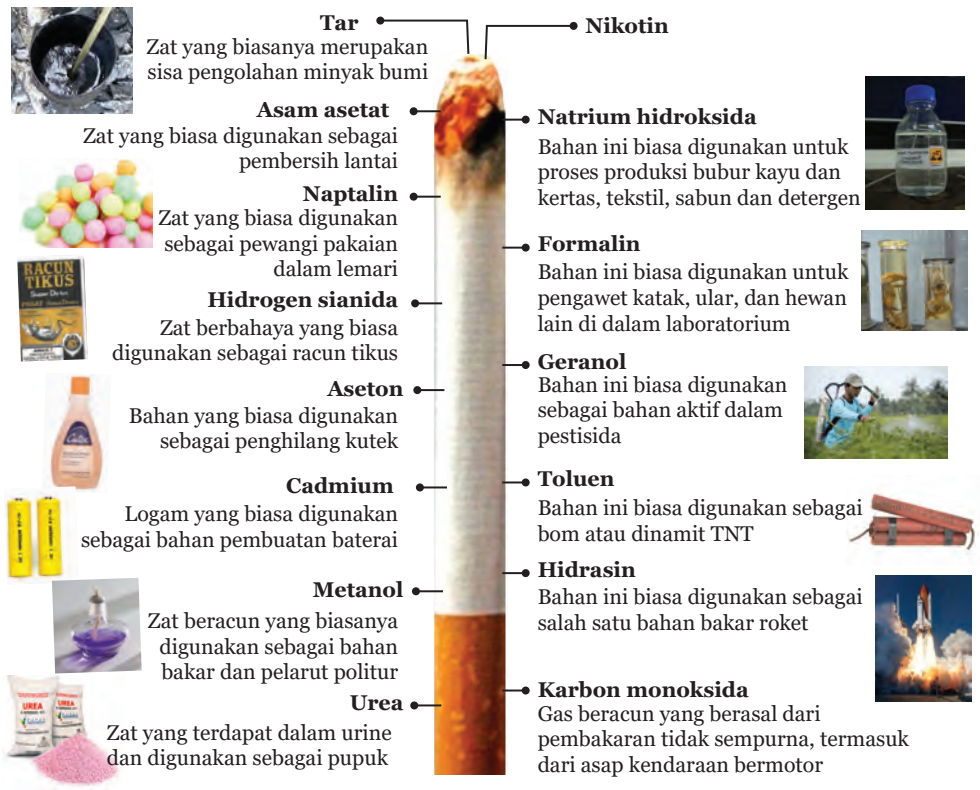 Tar
Zat yang biasanya merupakan
sisa pengolahan minyak bumi
Asam asetat
Zat yang biasa digunakan sebagai
pembersih lantai
Naptalin
Zat yang biasa digunakan
sebagai pewangi pakaian
dalam lemari
RACUN
TIKUS
Hidrogen sianida
Zat berbahaya yang biasa
digunakan sebagai racun tikus
Aseton
Bahan yang biasa digunakan
sebagai penghilang kutek
Cadmium
Logam yang biasa digunakan
sebagai bahan pembuatan baterai
Metanol
Zat beracun yang biasanya
digunakan sebagai bahan
bakar dan pelarut politur
UREA
UREA
Urea
Zat yang terdapat dalam urine
dan digunakan sebagai pupuk
Nikotin
Natrium hidroksida
Bahan ini biasa digunakan untuk
proses produksi bubur kayu dan
kertas, tekstil, sabun dan detergen
Formalin
Bahan ini biasa digunakan untuk
pengawet katak, ular, dan hewan
lain di dalam laboratorium
Geranol
Bahan ini biasa digunakan
sebagai bahan aktif dalam
pestisida
Toluen
Bahan ini biasa digunakan sebagai
bom atau dinamit TNT
Hidrasin
Bahan ini biasa digunakan sebagai
salah satu bahan bakar roket
Karbon monoksida
Gas beracun yang berasal dari
pembakaran tidak sempurna, termasuk
dari asap kendaraan bermotor